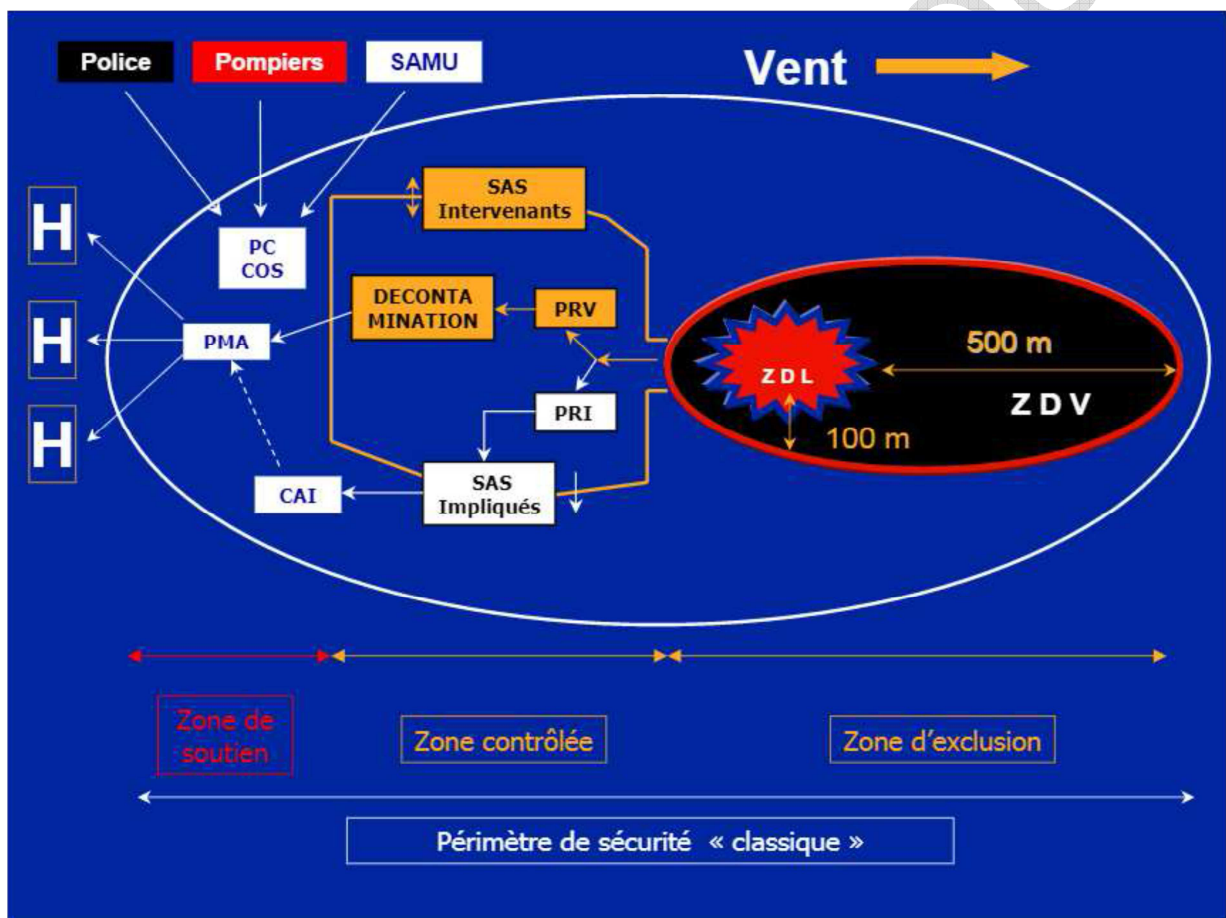 Police
Pompiers
SAMU
Vent
SAS
Intervenants
H
PC
COS
DECONTA
MINATION
PRV
H
PMA
500 m
Z D L
Z D V
PRI
100 m
H
CAI
SAS
Impliqués
Zone de
soutien
Zone contrôlée
Zone d'exclusion
Périmètre de sécurité « classique »